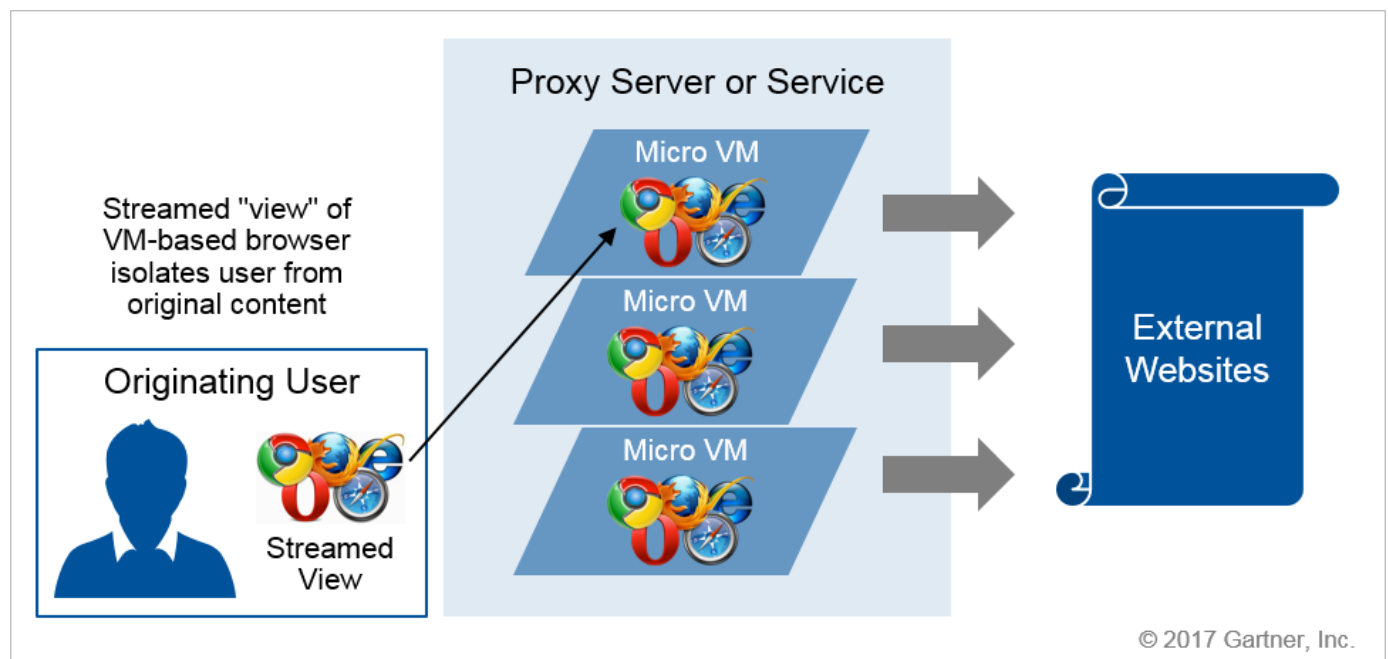 Proxy Server or Service
Micro VM
Streamed "view" of
VM-based browser
isolates user from
original content
Originating User
Streamed
View
Micro VM
Micro VM
External
Websites
© 2017 Gartner, Inc.